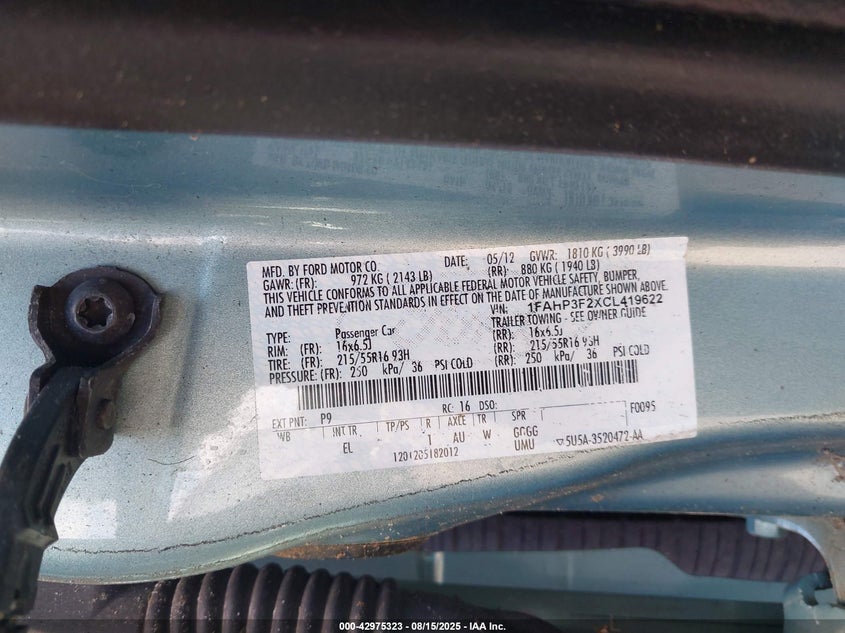 MFD. BY FORD MOTOR CO.
DATE: 05/12 GVWR: 1810 KG ( 3990 LB)
GAWR: (FR): 972 KG ( 2143 LB) (RR): 880 KG ( 1940 LB)
THIS VEHICLE CONFORMS TO ALL APPLICABLE FEDERAL MOTOR VEHICLE SAFETY, BUMPER,
AND THEFT PREVENTION STANDARDS IN EFFECT ON THE DATE OF MANUFACTURE SHOWN ABOVE.
VIN: 1FAHP3F2XCL419622
TYPE: Passenger Car TRAILER TOWING - SEE OWNER GUIDE
RIM: (FR): 16x6.5J (RR): 16x6.5J
TIRE: (FR): 215/55R16 93H (RR): 215/55R16 93H
PRESSURE: (FR): 250 kPa/ 36 PSI COLD (RR): 250 kPa/ 36 PSI COLD
EXT PNT: P9 RC: 16 DSO: F0095
WB INT TR TP/PS R AXLE TR SPR
EL 1 AU W GGGG
UMU
1201205182012 5U5A-3520472-AA
000-42975323 - 08/15/2025 - IAA Inc.